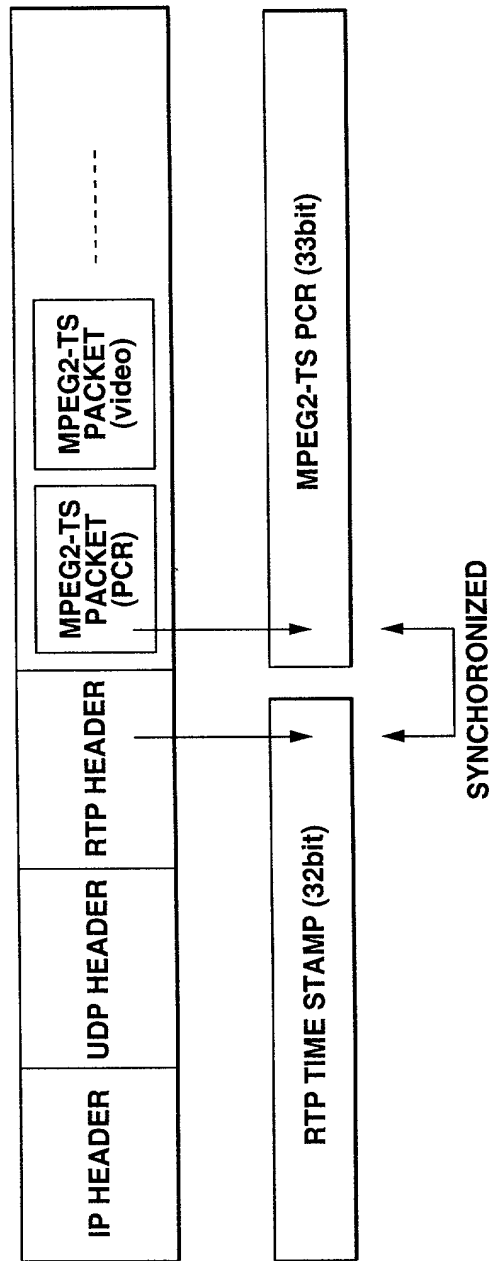 IP HEADER
UDP HEADER
RTP HEADER
MPEG2-TS
PACKET
(PCR)
MPEG2-TS
PACKET
(video)
RTP TIME STAMP (32bit)
MPEG2-TS PCR (33bit)
SYNCHORONIZED